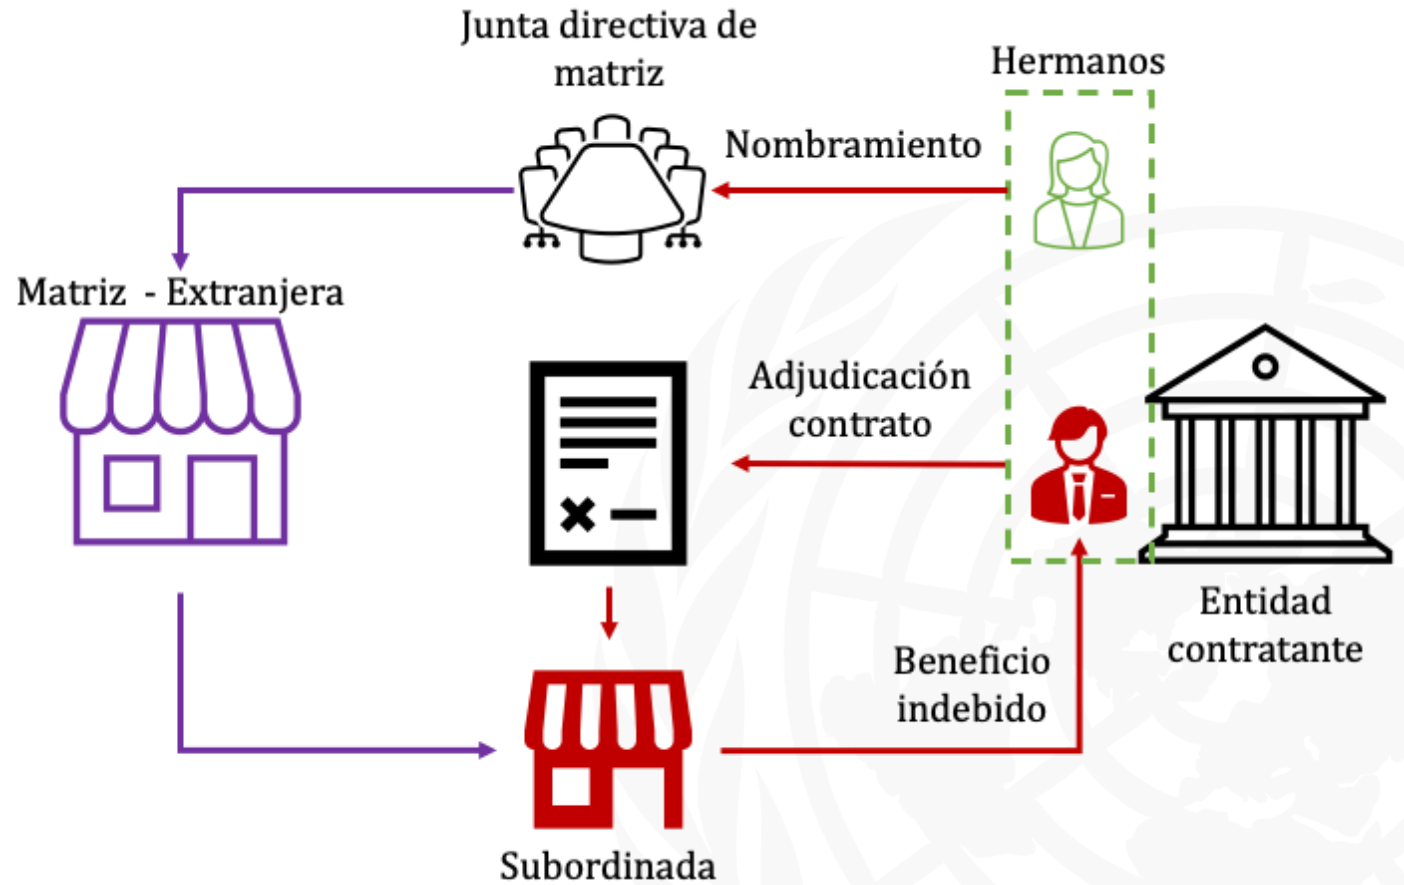 Junta directiva de
matriz
Hermanos
Nombramiento
Matriz - Extranjera
Adjudicación
contrato
Entidad
contratante
Beneficio
indebido
Subordinada